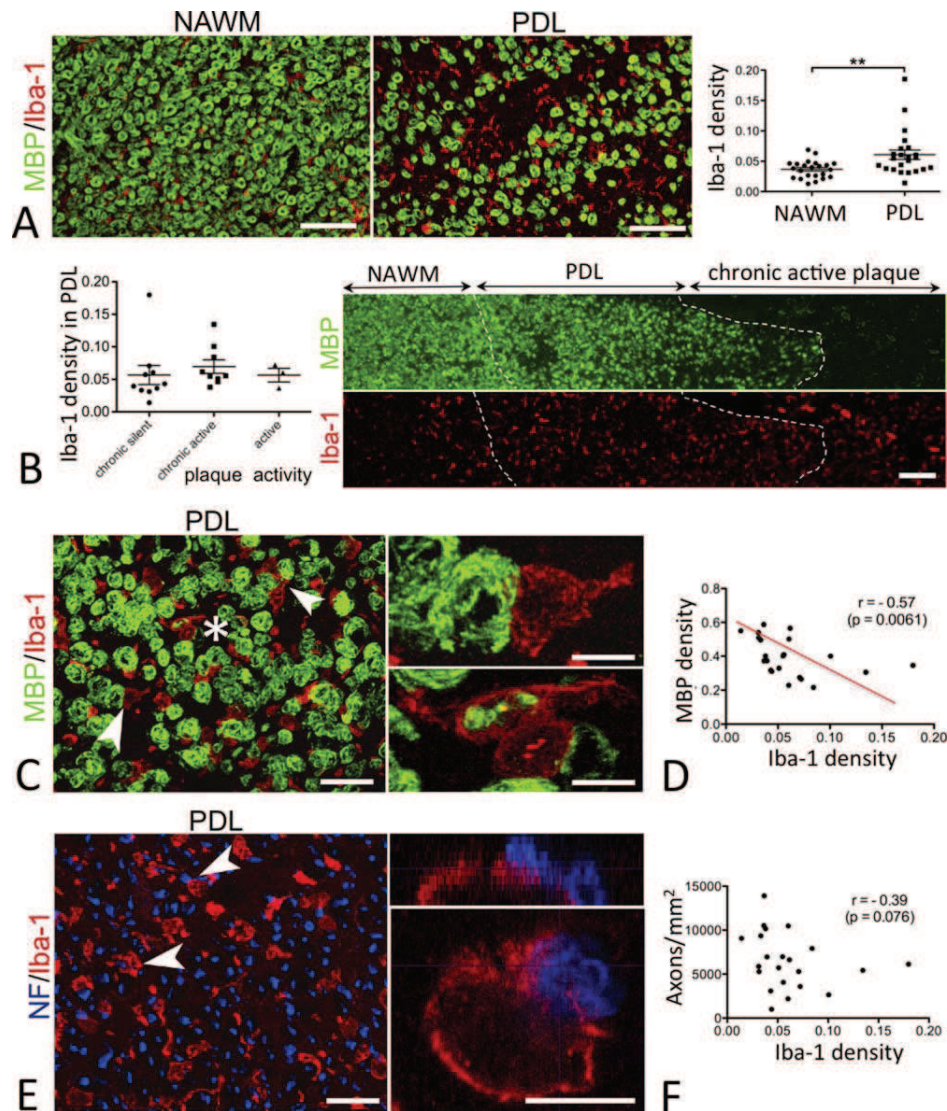 NAWM
PDL
MBP/Iba-1
Iba-1 density
0.20
0.15
0.10
0.05
0.00
**
NAWM
PDL
A
Iba-1 density in PDL
0.20
0.15
0.10
0.05
0.00
chronic silent
chronic active
active
plaque activity
NAWM
PDL
chronic active plaque
MBP
Iba-1
B
PDL
MBP/Iba-1
*
C
MBP density
0.8
0.6
0.4
0.2
0.0
r = - 0.57
(p = 0.0061)
0.00 0.05 0.10 0.15 0.20
Iba-1 density
D
PDL
NF/Iba-1
E
Axons/mm²
15000
10000
5000
0
r = - 0.39
(p = 0.076)
0.00 0.05 0.10 0.15 0.20
Iba-1 density
F